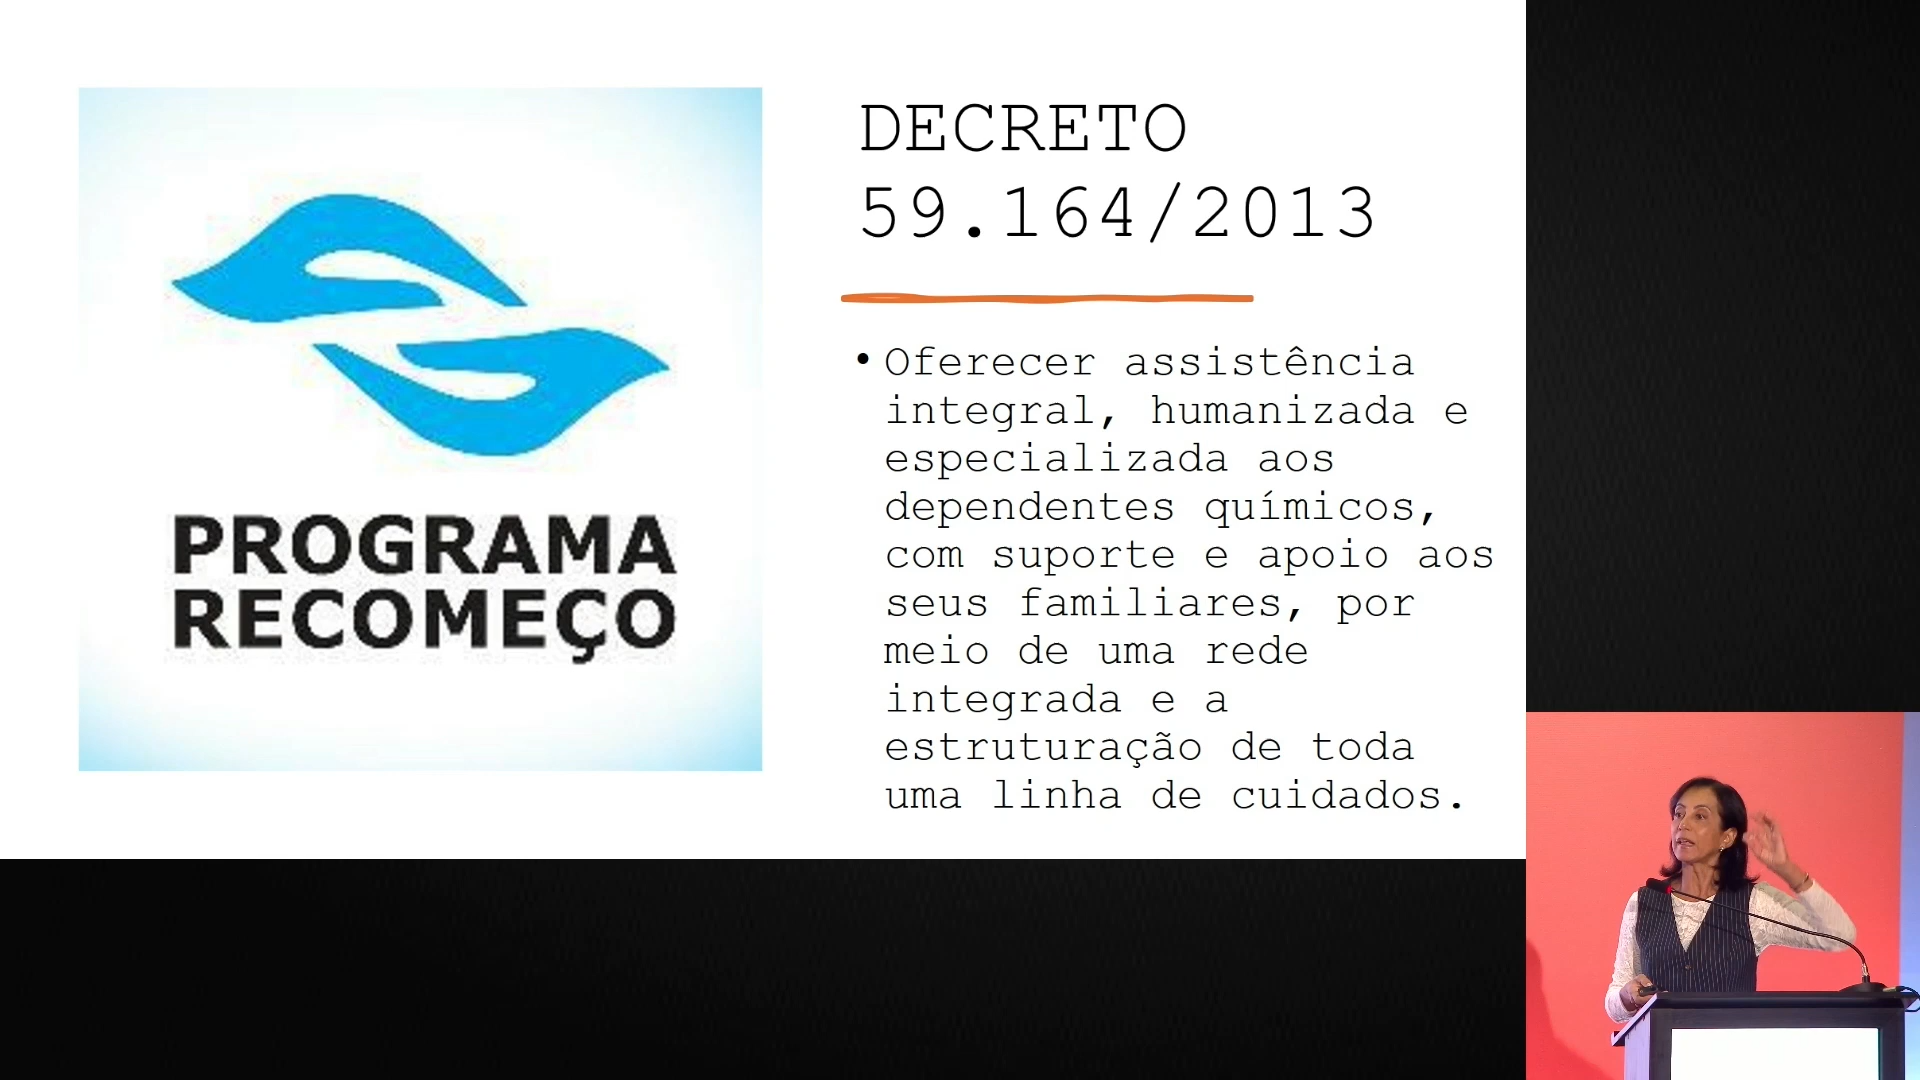 PROGRAMA
RECOMEÇO
DECRETO
59.164/2013
• Oferecer assistência
integral, humanizada e
especializada aos
dependentes químicos,
com suporte e apoio aos
seus familiares, por
meio de uma rede
integrada e a
estruturação de toda
uma linha de cuidados.